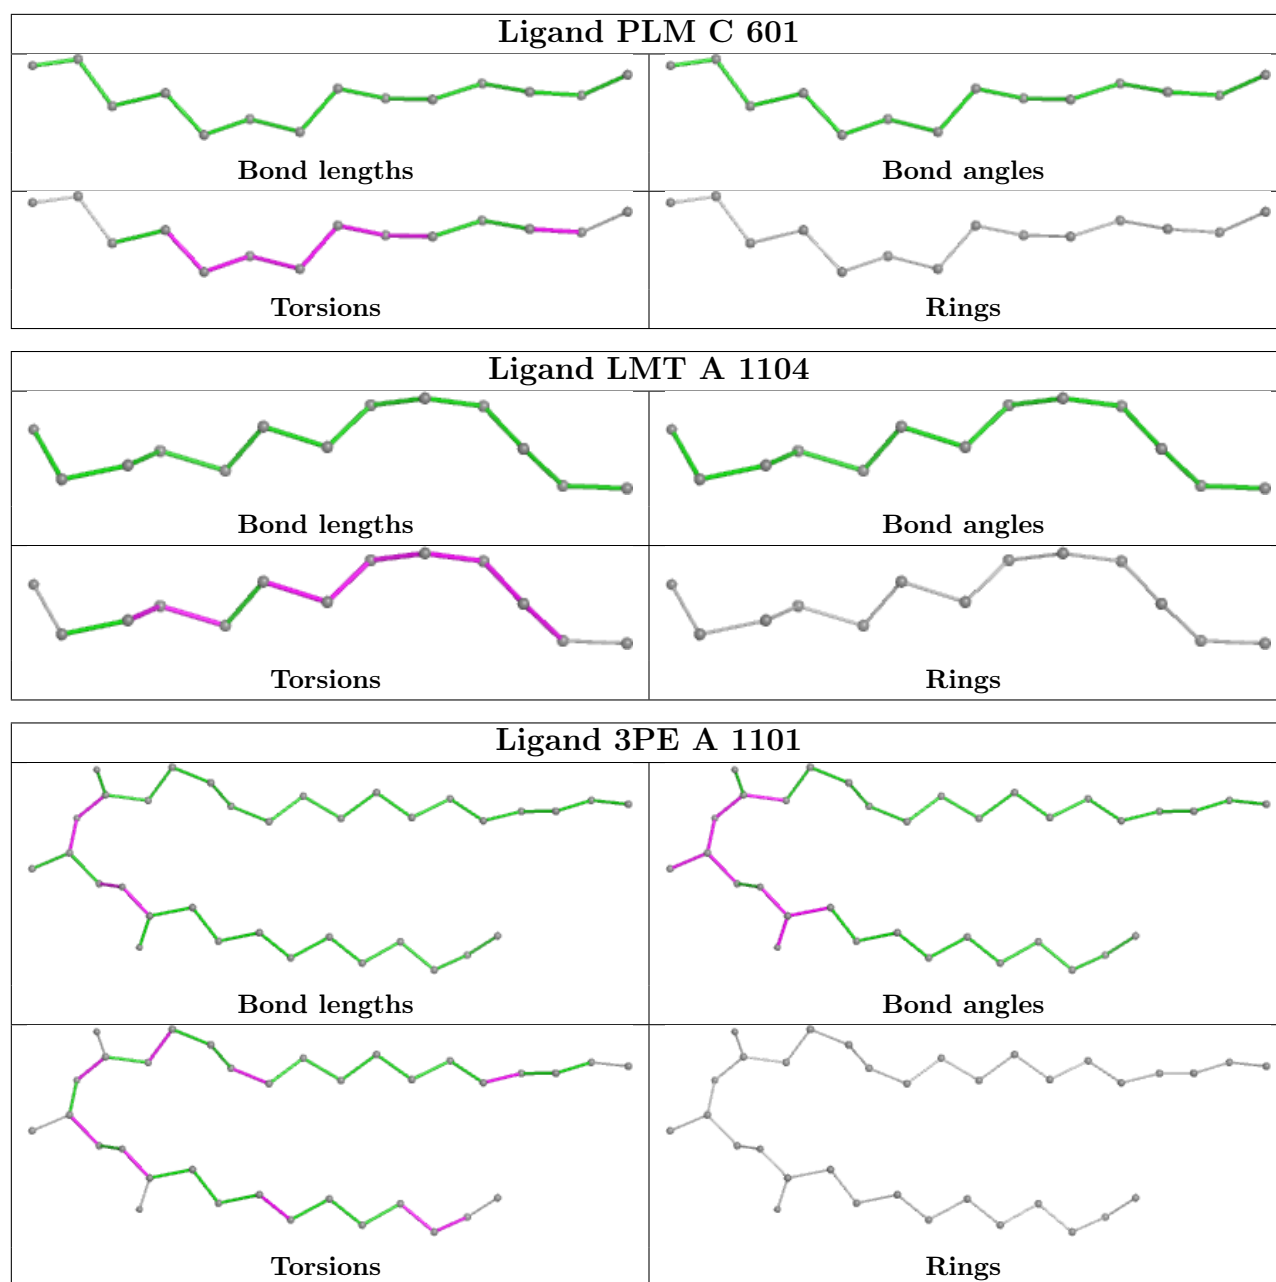 Ligand PLM C 601
Bond lengths
Bond angles
Torsions
Rings
Ligand LMT A 1104
Bond lengths
Bond angles
Torsions
Rings
Ligand 3PE A 1101
Bond lengths
Bond angles
Torsions
Rings